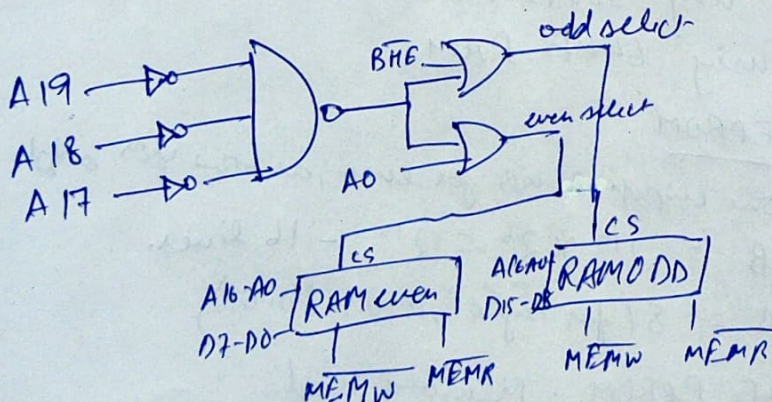 odd select
BHE
A19
even select
A18
A0
A17
CS
CS
A16-A0
RAM even
A16-A0
RAM ODD
D7-D0
D15-D8
MEMW
MEMR
MEMW
MEMR